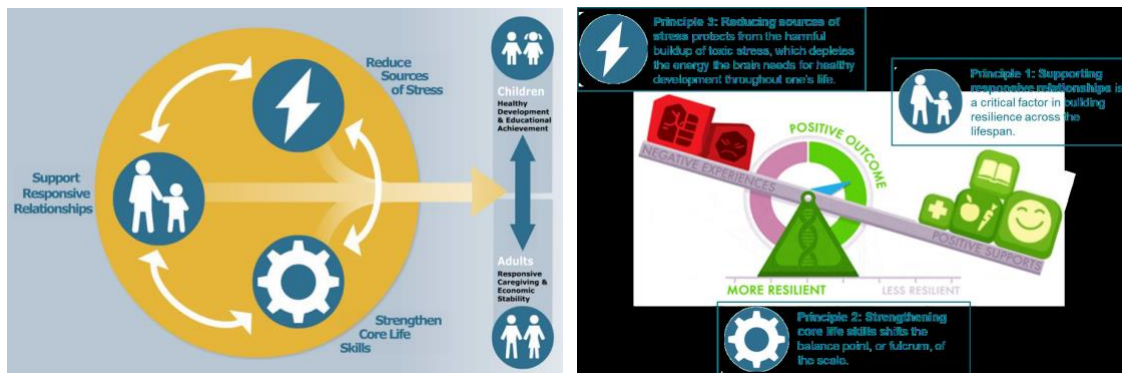 Reduce
Sources
of Stress
Support
Responsive
Relationships
Strengthen
Core Life
Skills
Children
Healthy
Development
& Educational
Achievement
Adults
Responsive
Caregiving &
Economic
Stability
Principle 3: Reducing sources of
stress protects from the harmful
buildup of toxic stress, which depletes
the energy the brain needs for healthy
development throughout one's life.
Principle 1: Supporting
responsive relationships is
a critical factor in building
resilience across the
lifespan.
POSITIVE OUTCOME
NEGATIVE EXPERIENCES
POSITIVE SUPPORTS
MORE RESILIENT
LESS RESILIENT
Principle 2: Strengthening
core life skills shifts the
balance point, or fulcrum, of
the scale.